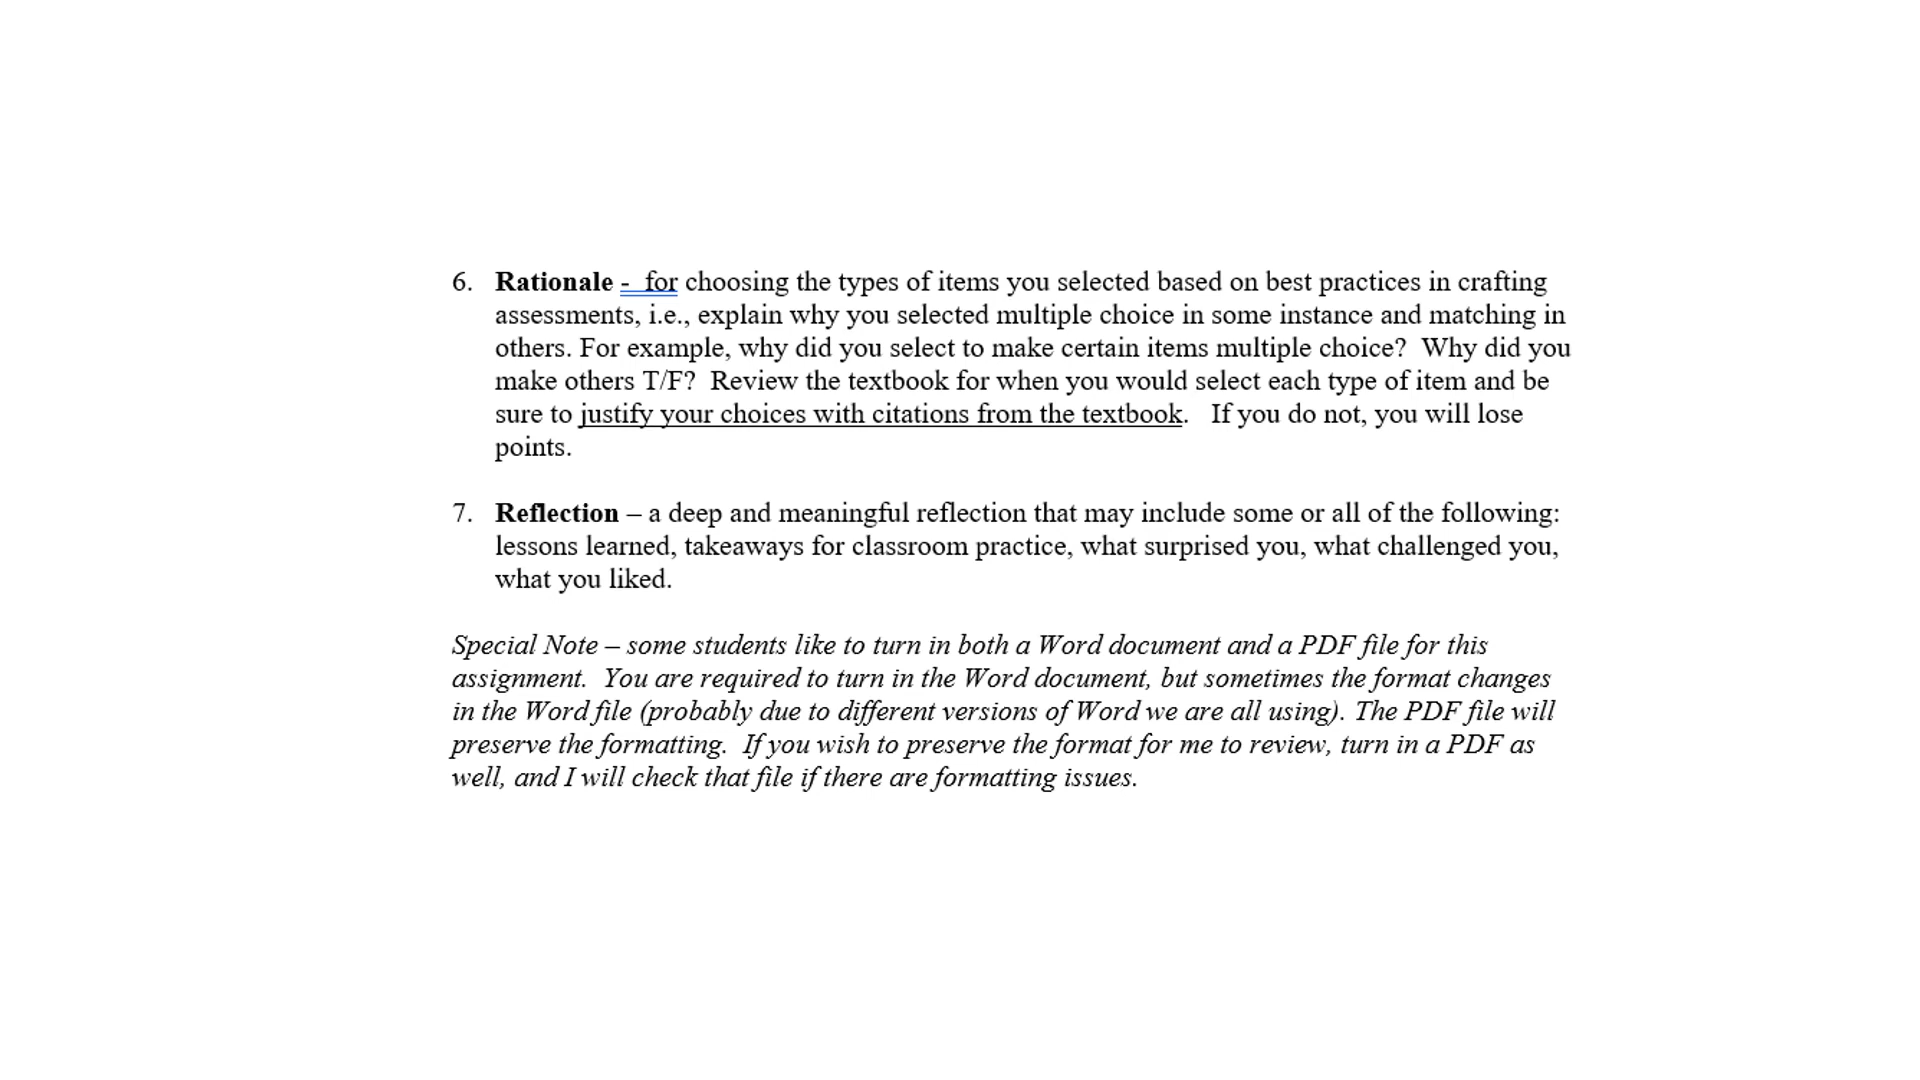 6. Rationale -  for choosing the types of items you selected based on best practices in crafting
assessments, i.e., explain why you selected multiple choice in some instance and matching in
others. For example, why did you select to make certain items multiple choice?  Why did you
make others T/F?  Review the textbook for when you would select each type of item and be
sure to justify your choices with citations from the textbook.   If you do not, you will lose
points.
7. Reflection – a deep and meaningful reflection that may include some or all of the following:
lessons learned, takeaways for classroom practice, what surprised you, what challenged you,
what you liked.
Special Note – some students like to turn in both a Word document and a PDF file for this
assignment.  You are required to turn in the Word document, but sometimes the format changes
in the Word file (probably due to different versions of Word we are all using). The PDF file will
preserve the formatting.  If you wish to preserve the format for me to review, turn in a PDF as
well, and I will check that file if there are formatting issues.